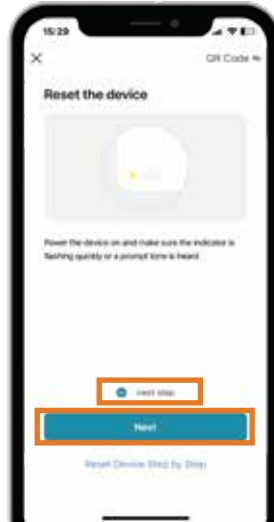 15:29
QR Code
Reset the device
Power the device on and make sure the indicator is
flashing quickly or a prompt tone is heard
next step
Next
Reset Device Step by Step